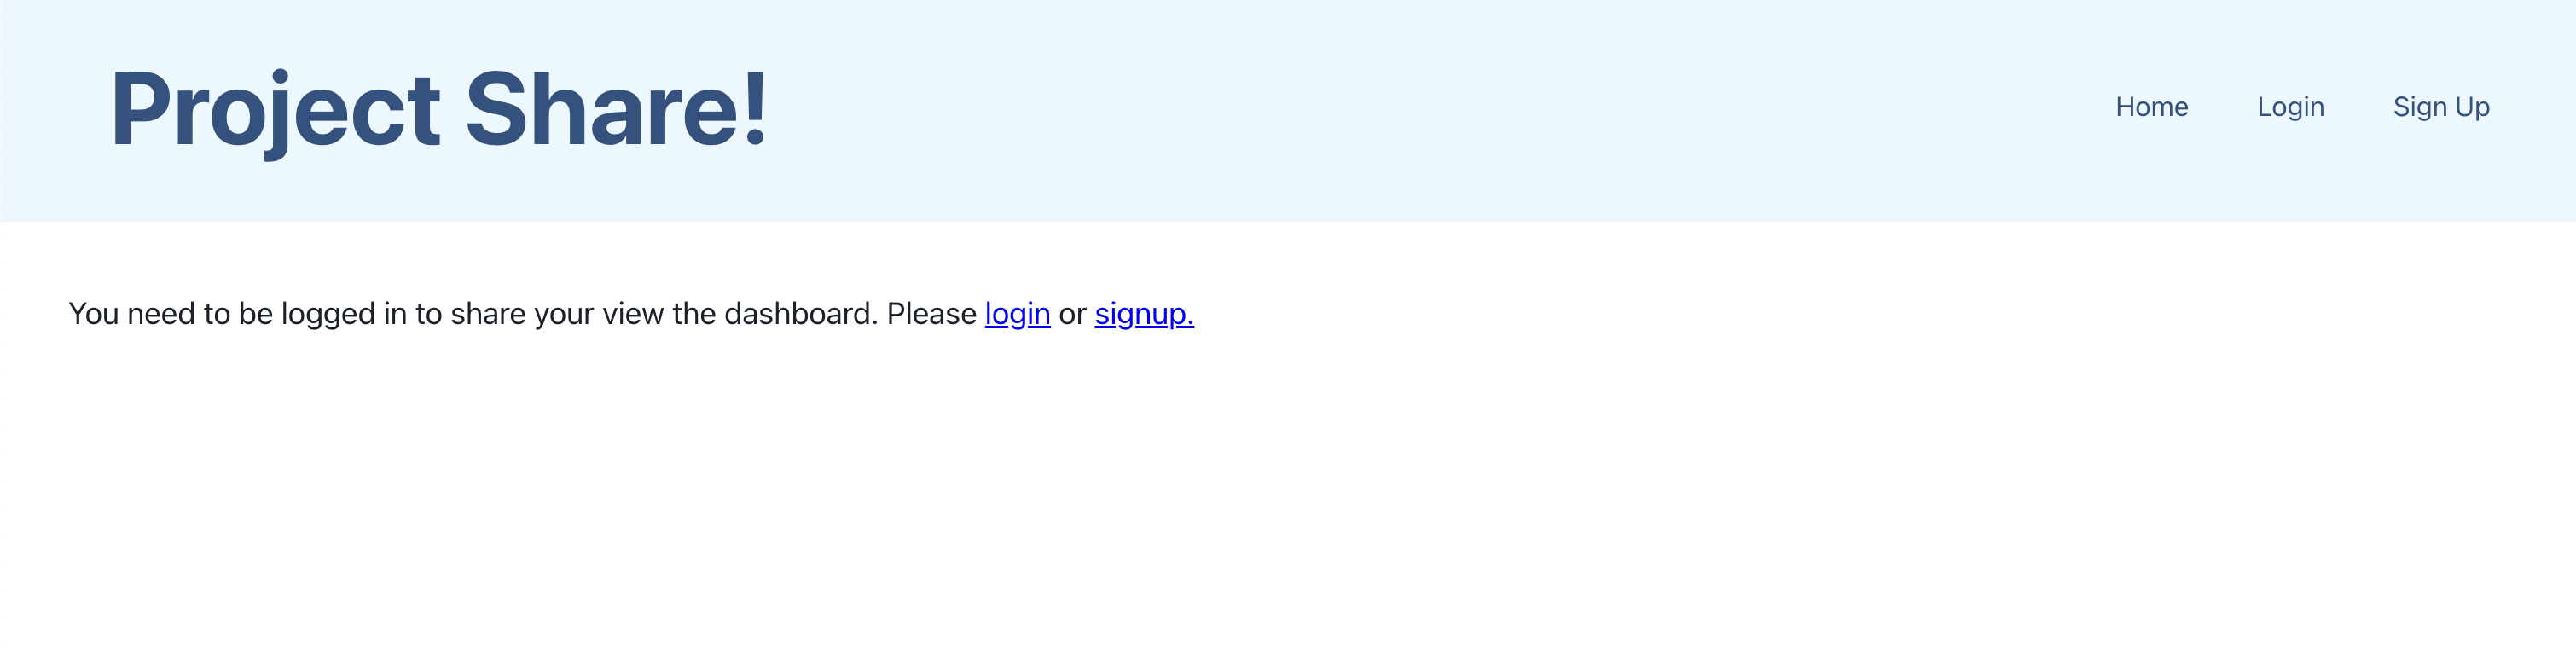 Project Share!
Home Login Sign Up
You need to be logged in to share your view the dashboard. Please login or signup.